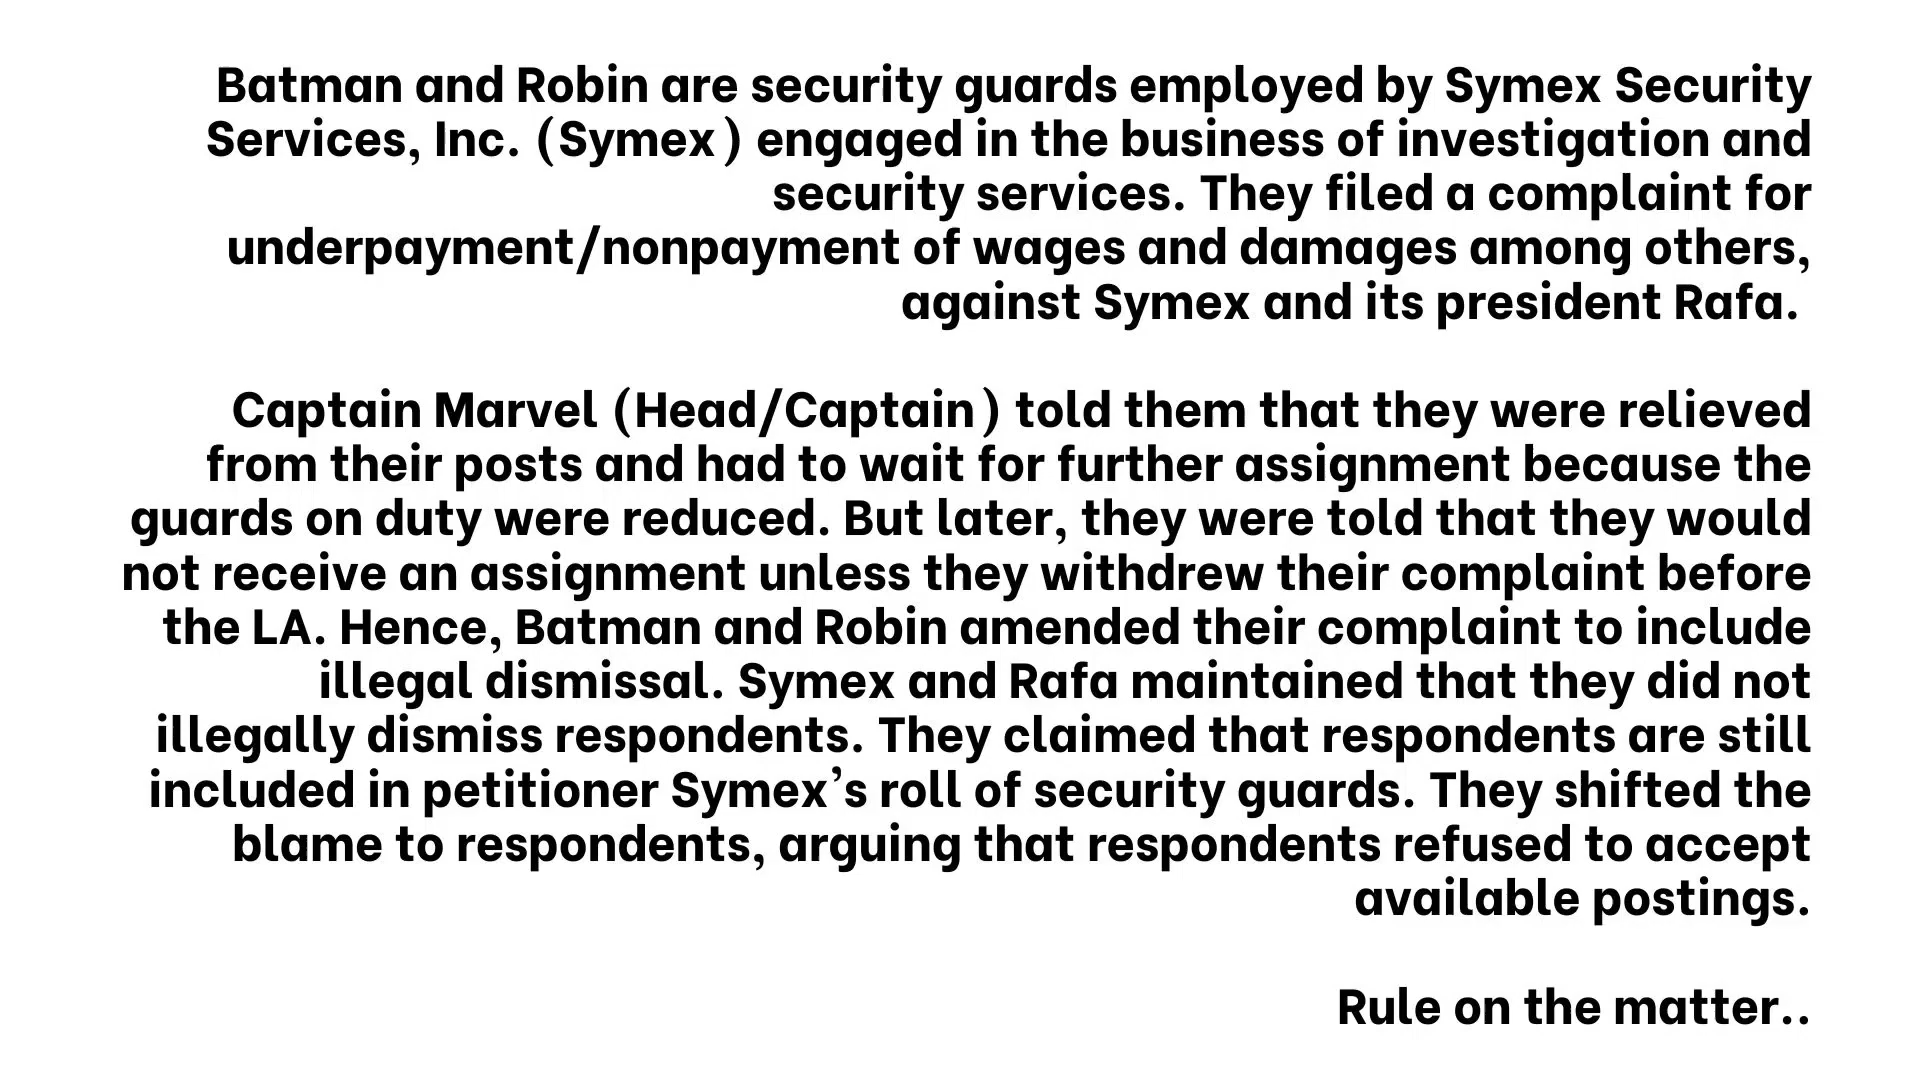 Batman and Robin are security guards employed by Symex Security
Services, Inc. (Symex) engaged in the business of investigation and
security services. They filed a complaint for
underpayment/nonpayment of wages and damages among others,
against Symex and its president Rafa.
Captain Marvel (Head/Captain) told them that they were relieved
from their posts and had to wait for further assignment because the
guards on duty were reduced. But later, they were told that they would
not receive an assignment unless they withdrew their complaint before
the LA. Hence, Batman and Robin amended their complaint to include
illegal dismissal. Symex and Rafa maintained that they did not
illegally dismiss respondents. They claimed that respondents are still
included in petitioner Symex’s roll of security guards. They shifted the
blame to respondents, arguing that respondents refused to accept
available postings.
Rule on the matter..